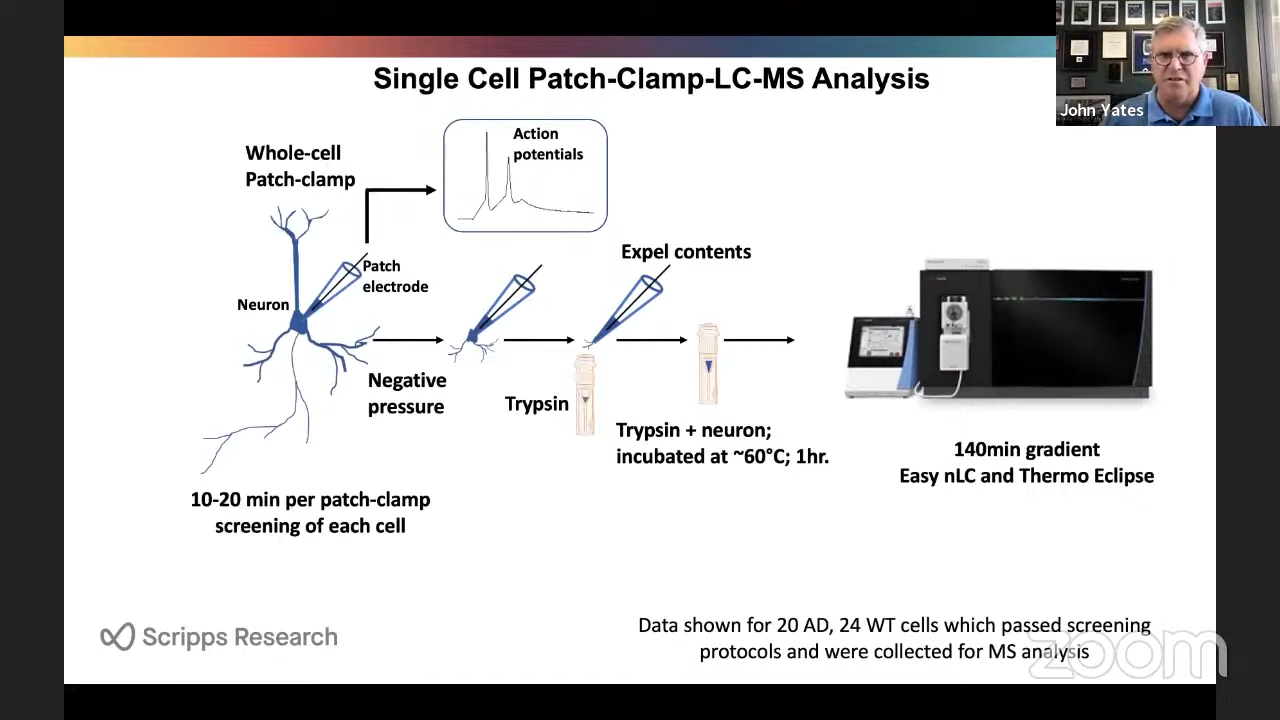 Single Cell Patch-Clamp-LC-MS Analysis
John Yates
Whole-cell
Patch-clamp
Action
potentials
Patch
electrode
Neuron
Expel contents
Negative
pressure
Trypsin
Trypsin + neuron;
incubated at ~60°C; 1hr.
140min gradient
Easy nLC and Thermo Eclipse
10-20 min per patch-clamp
screening of each cell
Scripps Research
Data shown for 20 AD, 24 WT cells which passed screening
protocols and were collected for MS analysis
zoom